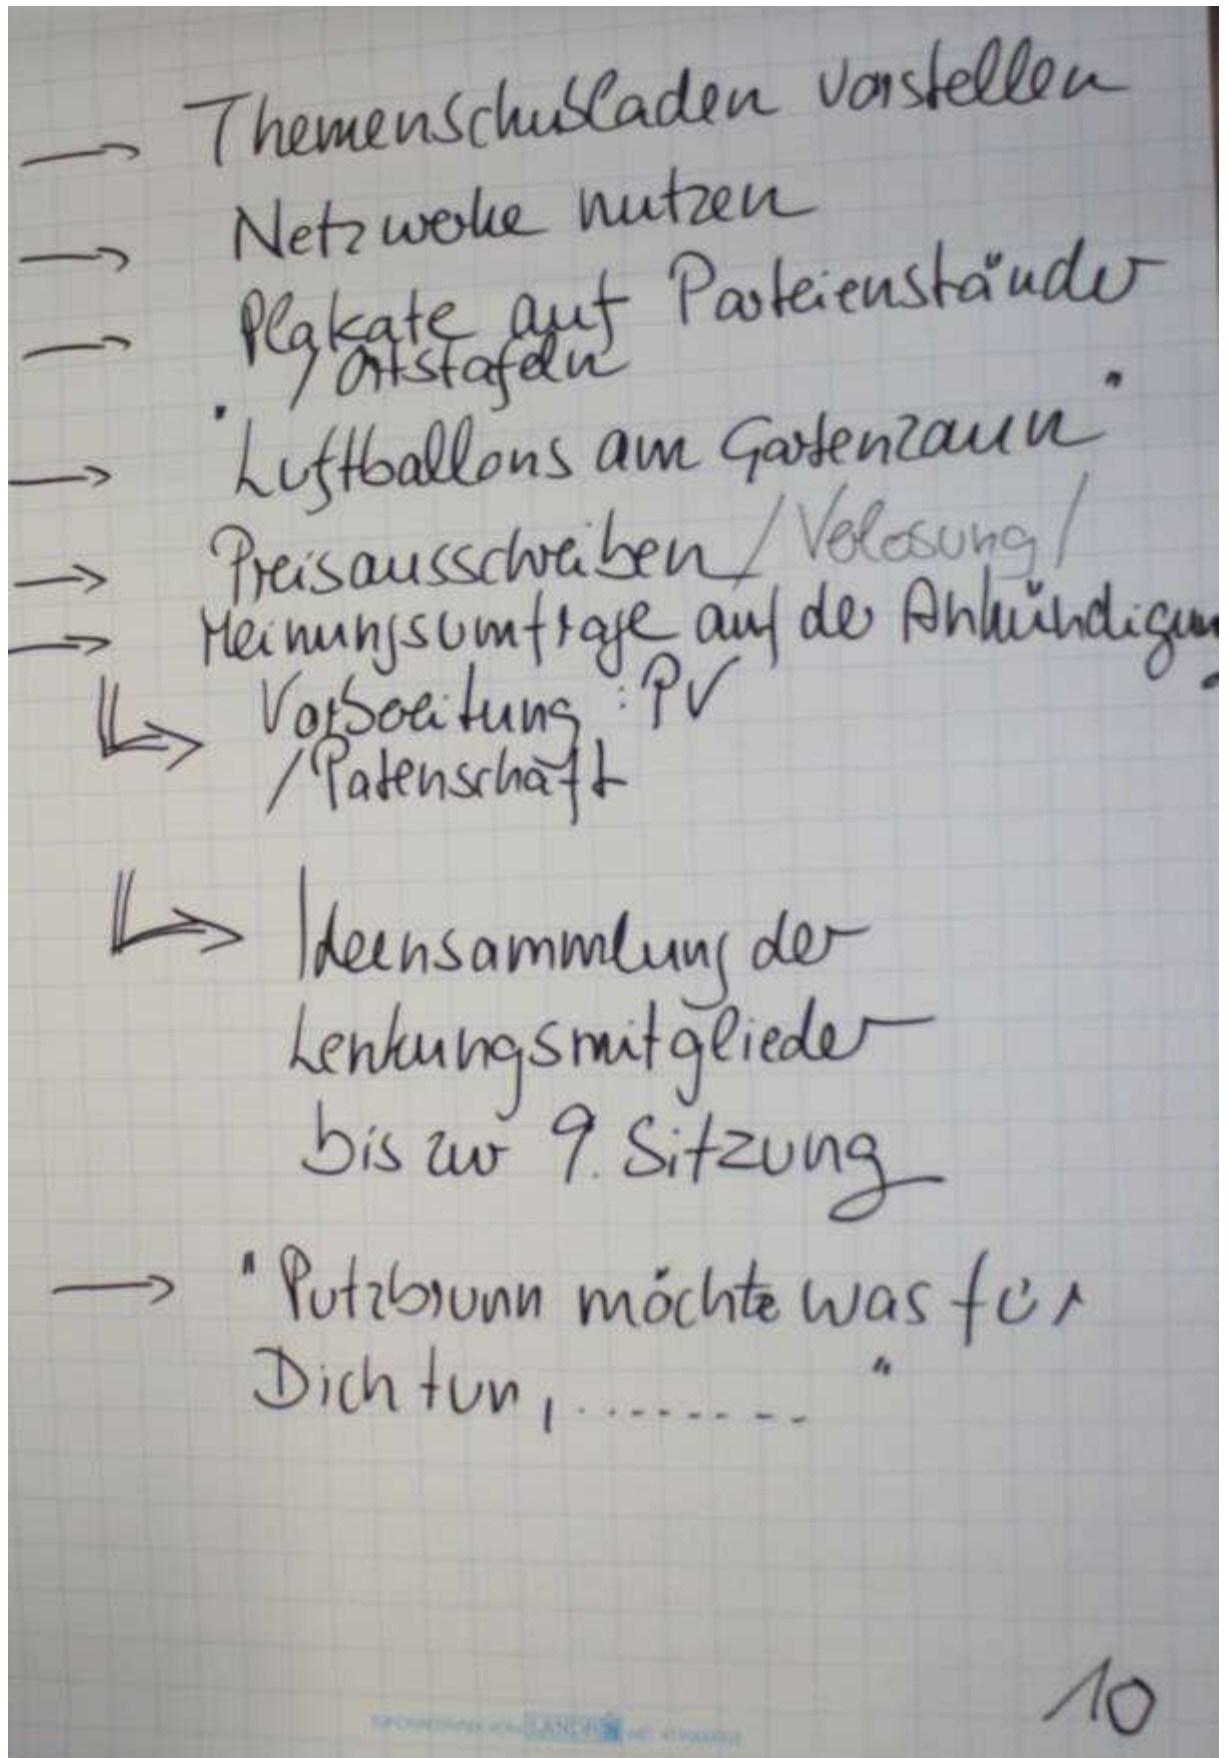 → Themenschubladen vorstellen
→ Netzwerke nutzen
→ Plakate auf Parteienständer
/ Ortstafeln
→ "Luftballons am Gartenzaun"
→ Preisausschreiben / Verlosung /
→ Meinungsumfrage auf der Ankündigung
Vorbereitung : PV
/ Patenschaft
Ideensammlung der
Lenkungsmitglieder
bis zur 9. Sitzung
→ "Putzbrunn möchte was für
Dich tun, ........"
10